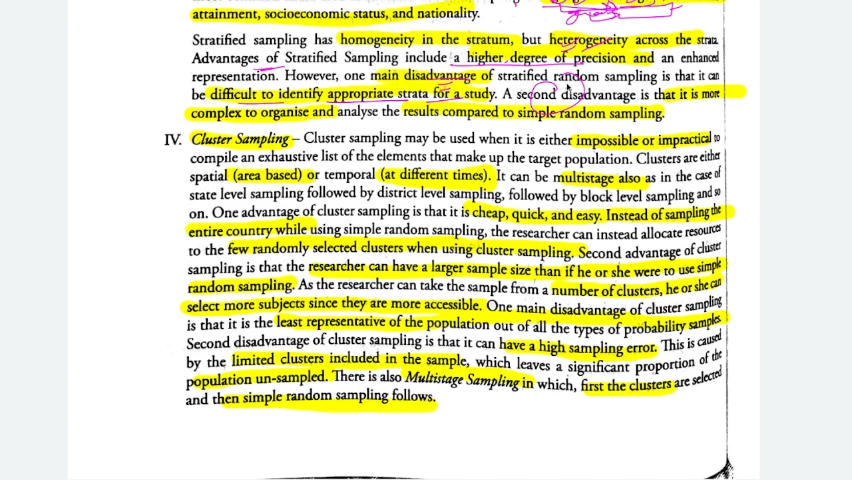 attainment, socioeconomic status, and nationality.
Stratified sampling has homogeneity in the stratum, but heterogeneity across the strata.
Advantages of Stratified Sampling include a higher degree of precision and an enhanced
representation. However, one main disadvantage of stratified random sampling is that it can
be difficult to identify appropriate strata for a study. A second disadvantage is that it is more
complex to organise and analyse the results compared to simple random sampling.
IV. Cluster Sampling – Cluster sampling may be used when it is either impossible or impractical to
compile an exhaustive list of the elements that make up the target population. Clusters are either
spatial (area based) or temporal (at different times). It can be multistage also as in the case of
state level sampling followed by district level sampling, followed by block level sampling and so
on. One advantage of cluster sampling is that it is cheap, quick, and easy. Instead of sampling the
entire country while using simple random sampling, the researcher can instead allocate resources
to the few randomly selected clusters when using cluster sampling. Second advantage of cluster
sampling is that the researcher can have a larger sample size than if he or she were to use simple
random sampling. As the researcher can take the sample from a number of clusters, he or she can
select more subjects since they are more accessible. One main disadvantage of cluster sampling
is that it is the least representative of the population out of all the types of probability samples.
Second disadvantage of cluster sampling is that it can have a high sampling error. This is caused
by the limited clusters included in the sample, which leaves a significant proportion of the
population un-sampled. There is also Multistage Sampling in which, first the clusters are selected
and then simple random sampling follows.